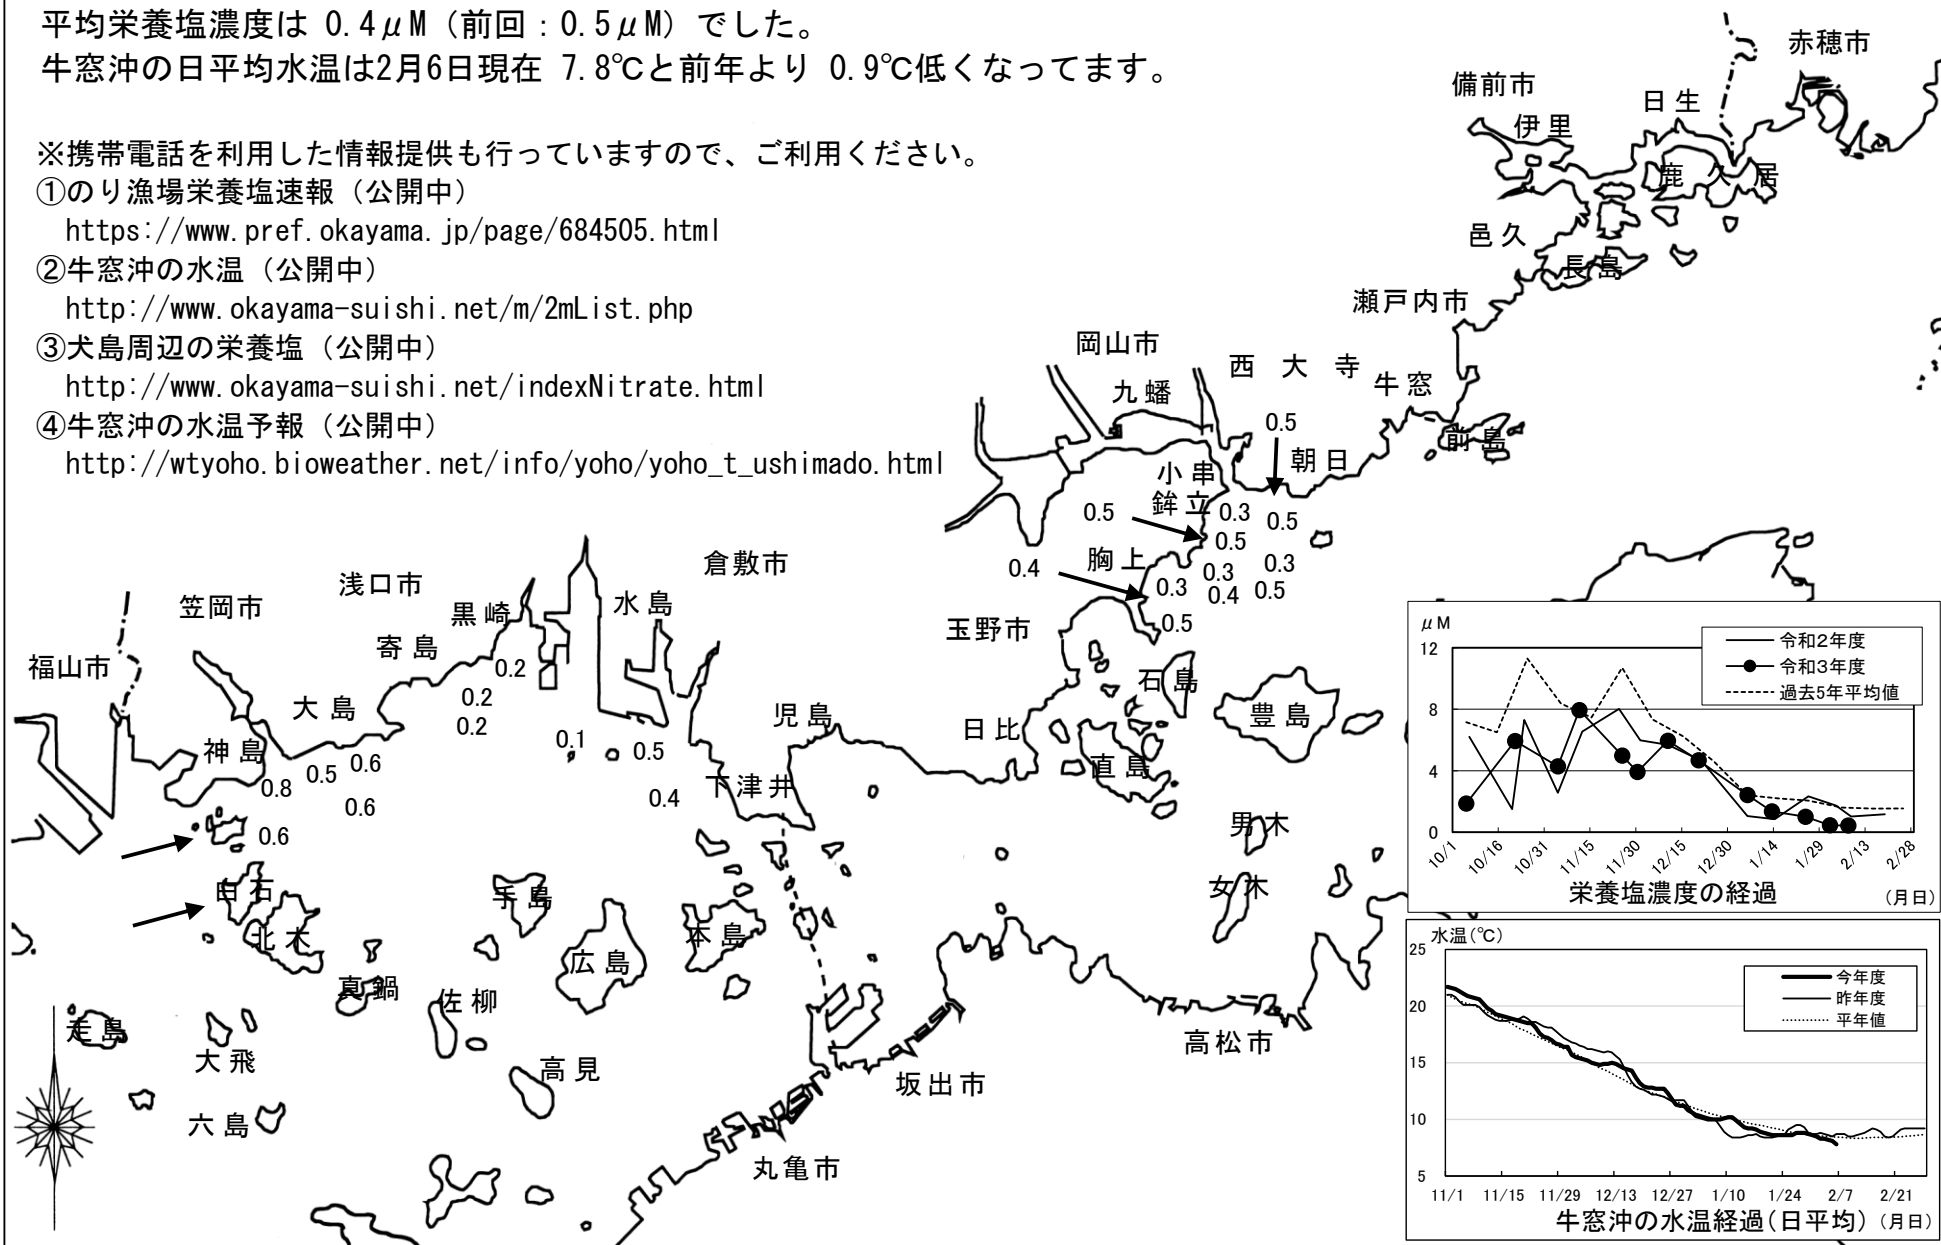 平均栄養塩濃度は 0.4μM（前回：0.5μM）でした。
牛窓沖の日平均水温は2月6日現在 7.8℃と前年より 0.9℃低くなってます。
※携帯電話を利用した情報提供も行っていますので、ご利用ください。
①のり漁場栄養塩速報（公開中）
https://www.pref.okayama.jp/page/684505.html
②牛窓沖の水温（公開中）
http://www.okayama-suishi.net/m/2mList.php
③犬島周辺の栄養塩（公開中）
http://www.okayama-suishi.net/indexNitrate.html
④牛窓沖の水温予報（公開中）
http://wtyoho.bioweather.net/info/yoho/yoho_t_ushimado.html
赤穂市
備前市
日生
伊里
鹿久居
邑久
長島
瀬戸内市
岡山市
西大寺
牛窓
九蟠
0.5
前島
朝日
小串
鉾立
0.5
0.3
0.5
0.5
胸上
0.4
0.3
0.3
0.3
0.4
0.5
0.5
倉敷市
浅口市
笠岡市
黒崎
水島
玉野市
寄島
福山市
0.2
0.2
0.2
石島
大島
児島
日比
豊島
0.1
0.5
神島
0.6
0.5
0.8
0.6
0.4
下津井
直島
0.6
男木
女木
白石
手島
北木
本島
広島
真鍋
佐柳
走島
大飛
高見
高松市
坂出市
六島
丸亀市
μM
令和2年度
令和3年度
過去5年平均値
12
8
4
0
10/1
10/16
10/31
11/15
11/30
12/15
12/30
1/14
1/29
2/13
2/28
栄養塩濃度の経過
（月日）
水温(℃)
今年度
昨年度
平年値
25
20
15
10
5
11/1
11/15
11/29
12/13
12/27
1/10
1/24
2/7
2/21
牛窓沖の水温経過(日平均)
（月日）